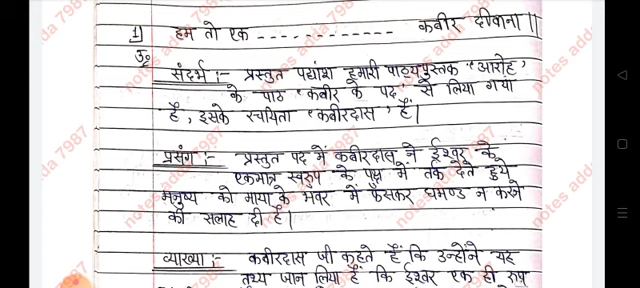 1) हम तो एक - - - - - - - - - - - - कबीर दीवाना ||
उ०
संदर्भ :- प्रस्तुत पद्यांश हमारी पाठ्यपुस्तक 'आरोह'
के पाठ 'कबीर के पद' से लिया गया
है, इसके रचयिता 'कबीरदास' हैं।
प्रसंग :- प्रस्तुत पद में कबीरदास ने ईश्वर के
एकमात्र स्वरुप के पक्ष में तर्क देते हुये
मनुष्य को माया के भंवर में फँसकर घमण्ड न करने
की सलाह दी है।
व्याख्या :- कबीरदास जी कहते हैं कि उन्होंने यह
तथ्य जान लिया है कि ईश्वर एक ही रूप